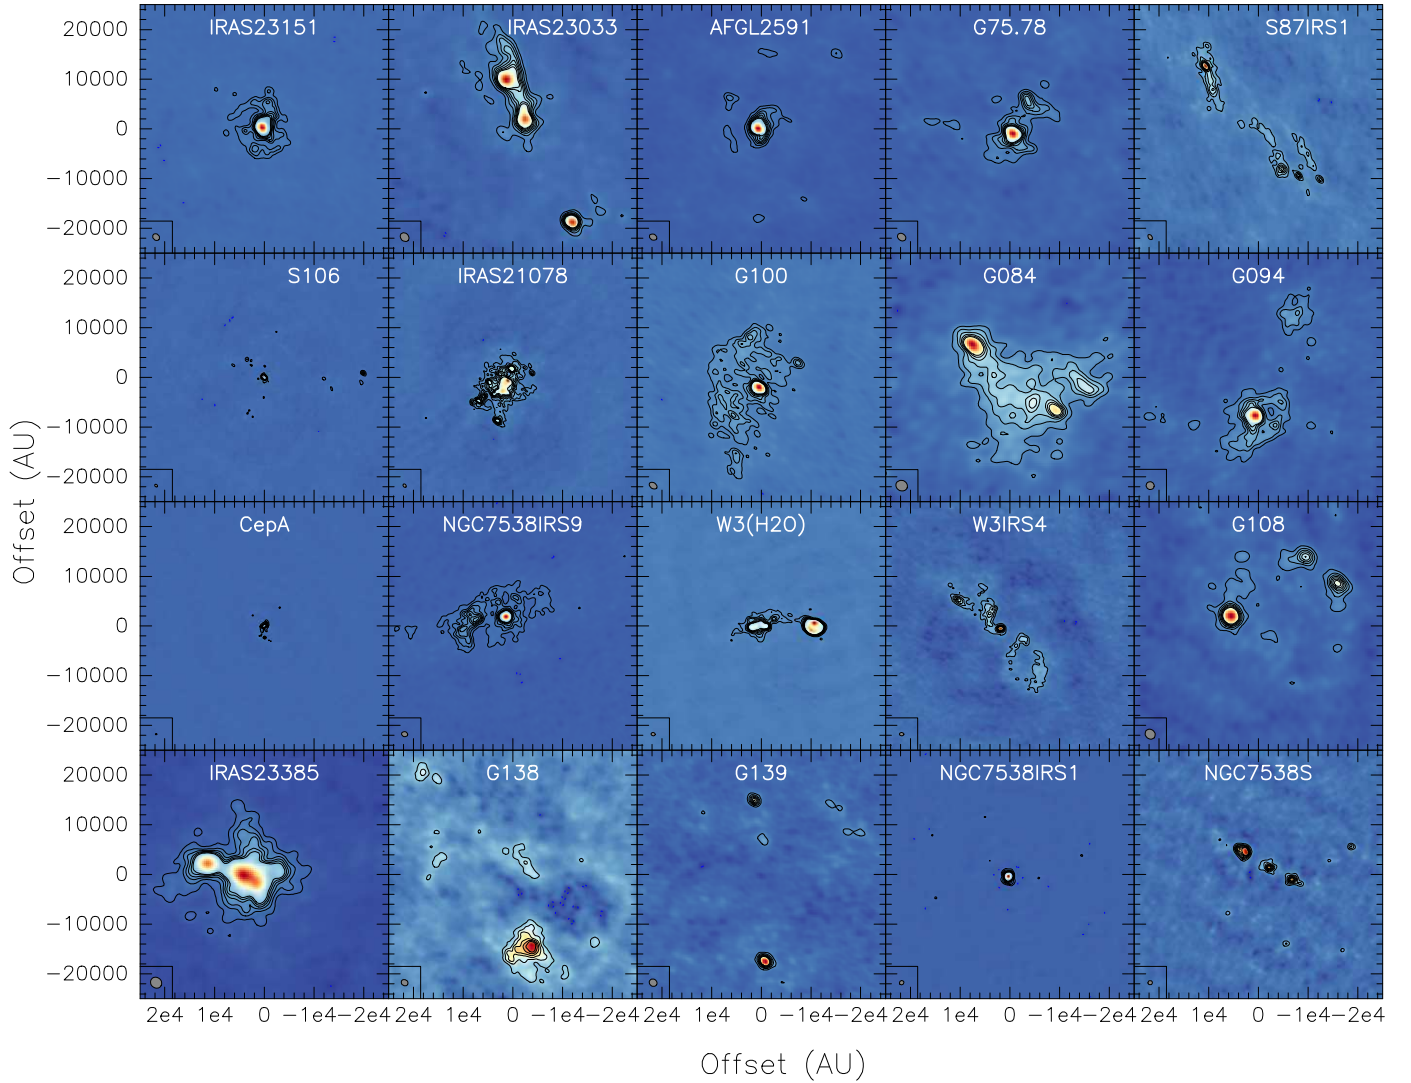 IRAS23151 IRAS23033 AFGL2591 G75.78 S87IRS1
20000
10000
0
−10000
−20000
S106 IRAS21078 G100 G084 G094
20000
10000
0
−10000
−20000
CepA NGC7538IRS9 W3(H2O) W3IRS4 G108
20000
10000
0
−10000
−20000
IRAS23385 G138 G139 NGC7538IRS1 NGC7538S
20000
10000
0
−10000
−20000
2e4 1e4 0 −1e4 −2e4 2e4 1e4 0 −1e4 −2e4 2e4 1e4 0 −1e4 −2e4 2e4 1e4 0 −1e4 −2e4 2e4 1e4 0 −1e4 −2e4
Offset (AU)
Offset (AU)